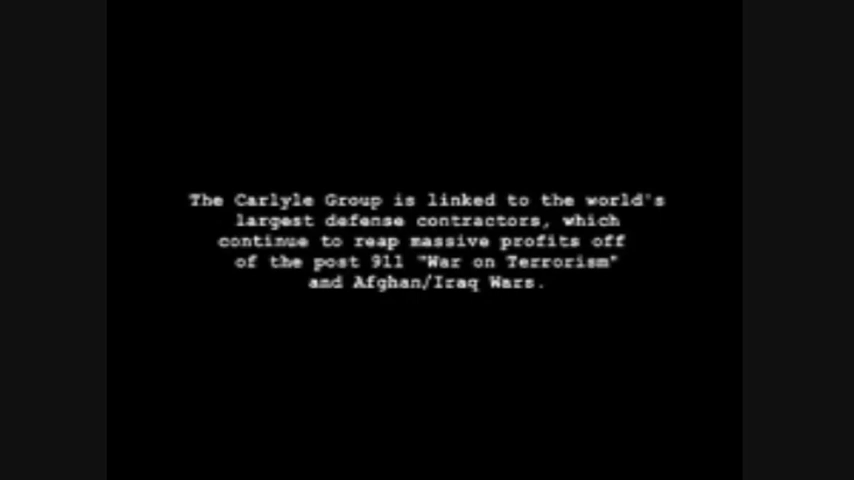 The Carlyle Group is linked to the world's
largest defense contractors, which
continue to reap massive profits off
of the post 911 "War on Terrorism"
and Afghan/Iraq Wars.